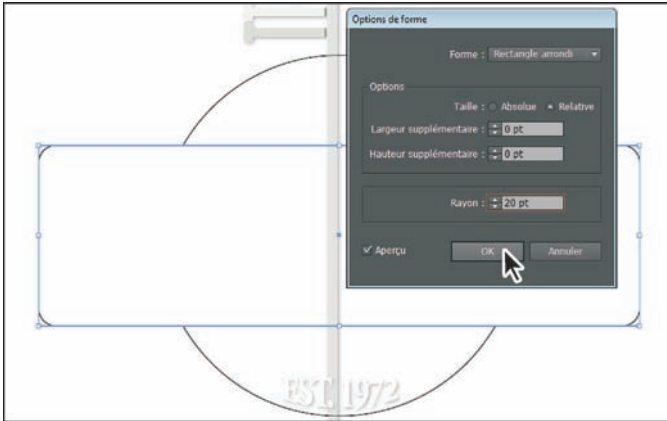 Options de forme
Forme : Rectangle arrondi
Options
Taille : Absolue Relative
Largeur supplémentaire : 0 pt
Hauteur supplémentaire : 0 pt
Rayon : 20 pt
Aperçu OK Annuler
EST. 1972